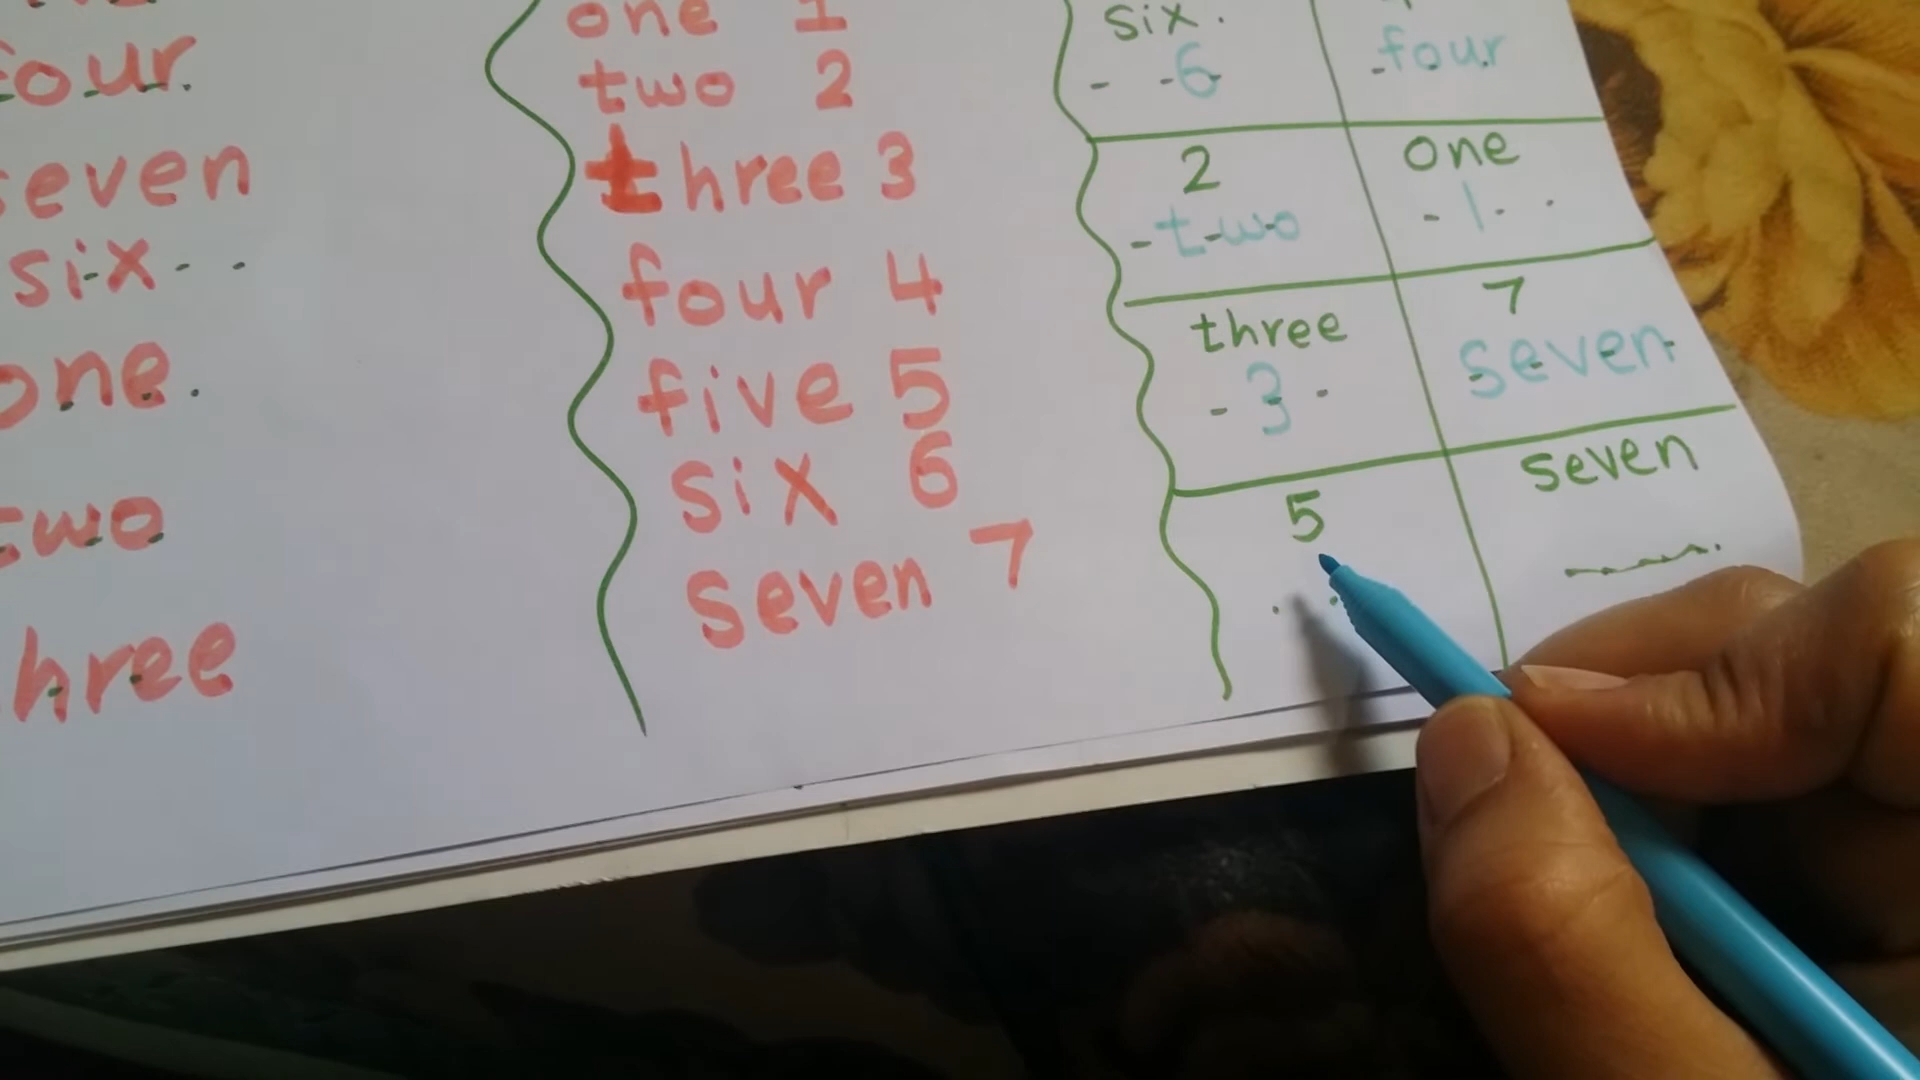 four
seven
six
one
two
hree
one 1
two 2
three 3
four 4
five 5
six 6
seven 7
six.
6
four
2
two
one
1
three
3
7
seven
5
seven